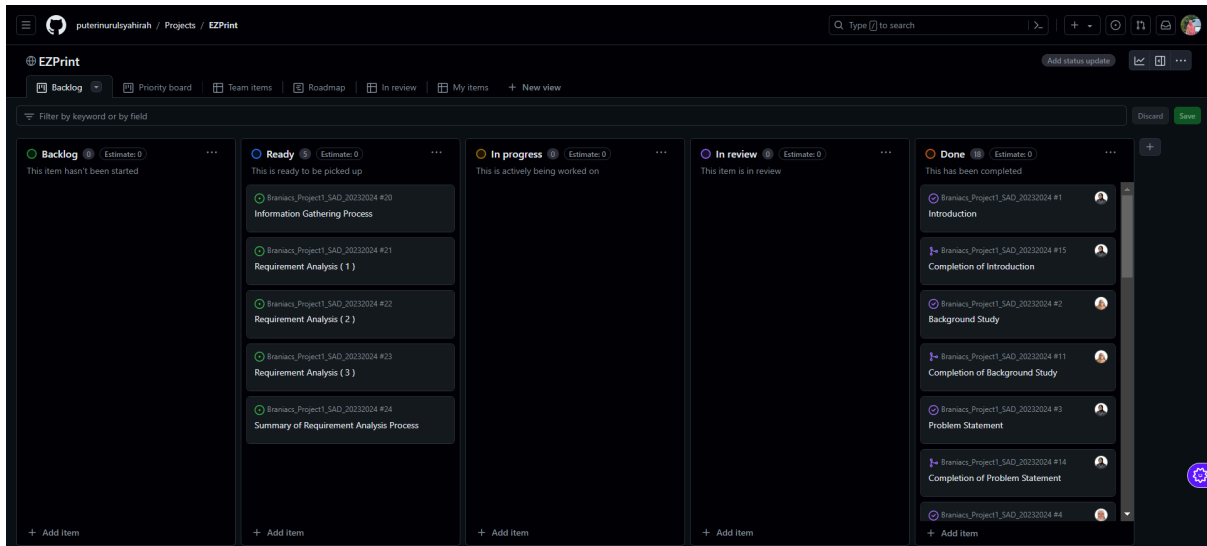 puterinurulsyahirah / Projects / EZPrint
Type / to search
EZPrint
Add status update
Backlog
Priority board
Team items
Roadmap
In review
My items
+ New view
Filter by keyword or by field
Discard
Save
Backlog 0 Estimate: 0
This item hasn't been started
+ Add item
Ready 5 Estimate: 0
This is ready to be picked up
Braniacs_Project1_SAD_20232024 #20
Information Gathering Process
Braniacs_Project1_SAD_20232024 #21
Requirement Analysis ( 1 )
Braniacs_Project1_SAD_20232024 #22
Requirement Analysis ( 2 )
Braniacs_Project1_SAD_20232024 #23
Requirement Analysis ( 3 )
Braniacs_Project1_SAD_20232024 #24
Summary of Requirement Analysis Process
+ Add item
In progress 0 Estimate: 0
This is actively being worked on
+ Add item
In review 0 Estimate: 0
This item is in review
+ Add item
Done 18 Estimate: 0
This has been completed
Braniacs_Project1_SAD_20232024 #1
Introduction
Braniacs_Project1_SAD_20232024 #15
Completion of Introduction
Braniacs_Project1_SAD_20232024 #2
Background Study
Braniacs_Project1_SAD_20232024 #11
Completion of Background Study
Braniacs_Project1_SAD_20232024 #3
Problem Statement
Braniacs_Project1_SAD_20232024 #14
Completion of Problem Statement
Braniacs_Project1_SAD_20232024 #4
+ Add item